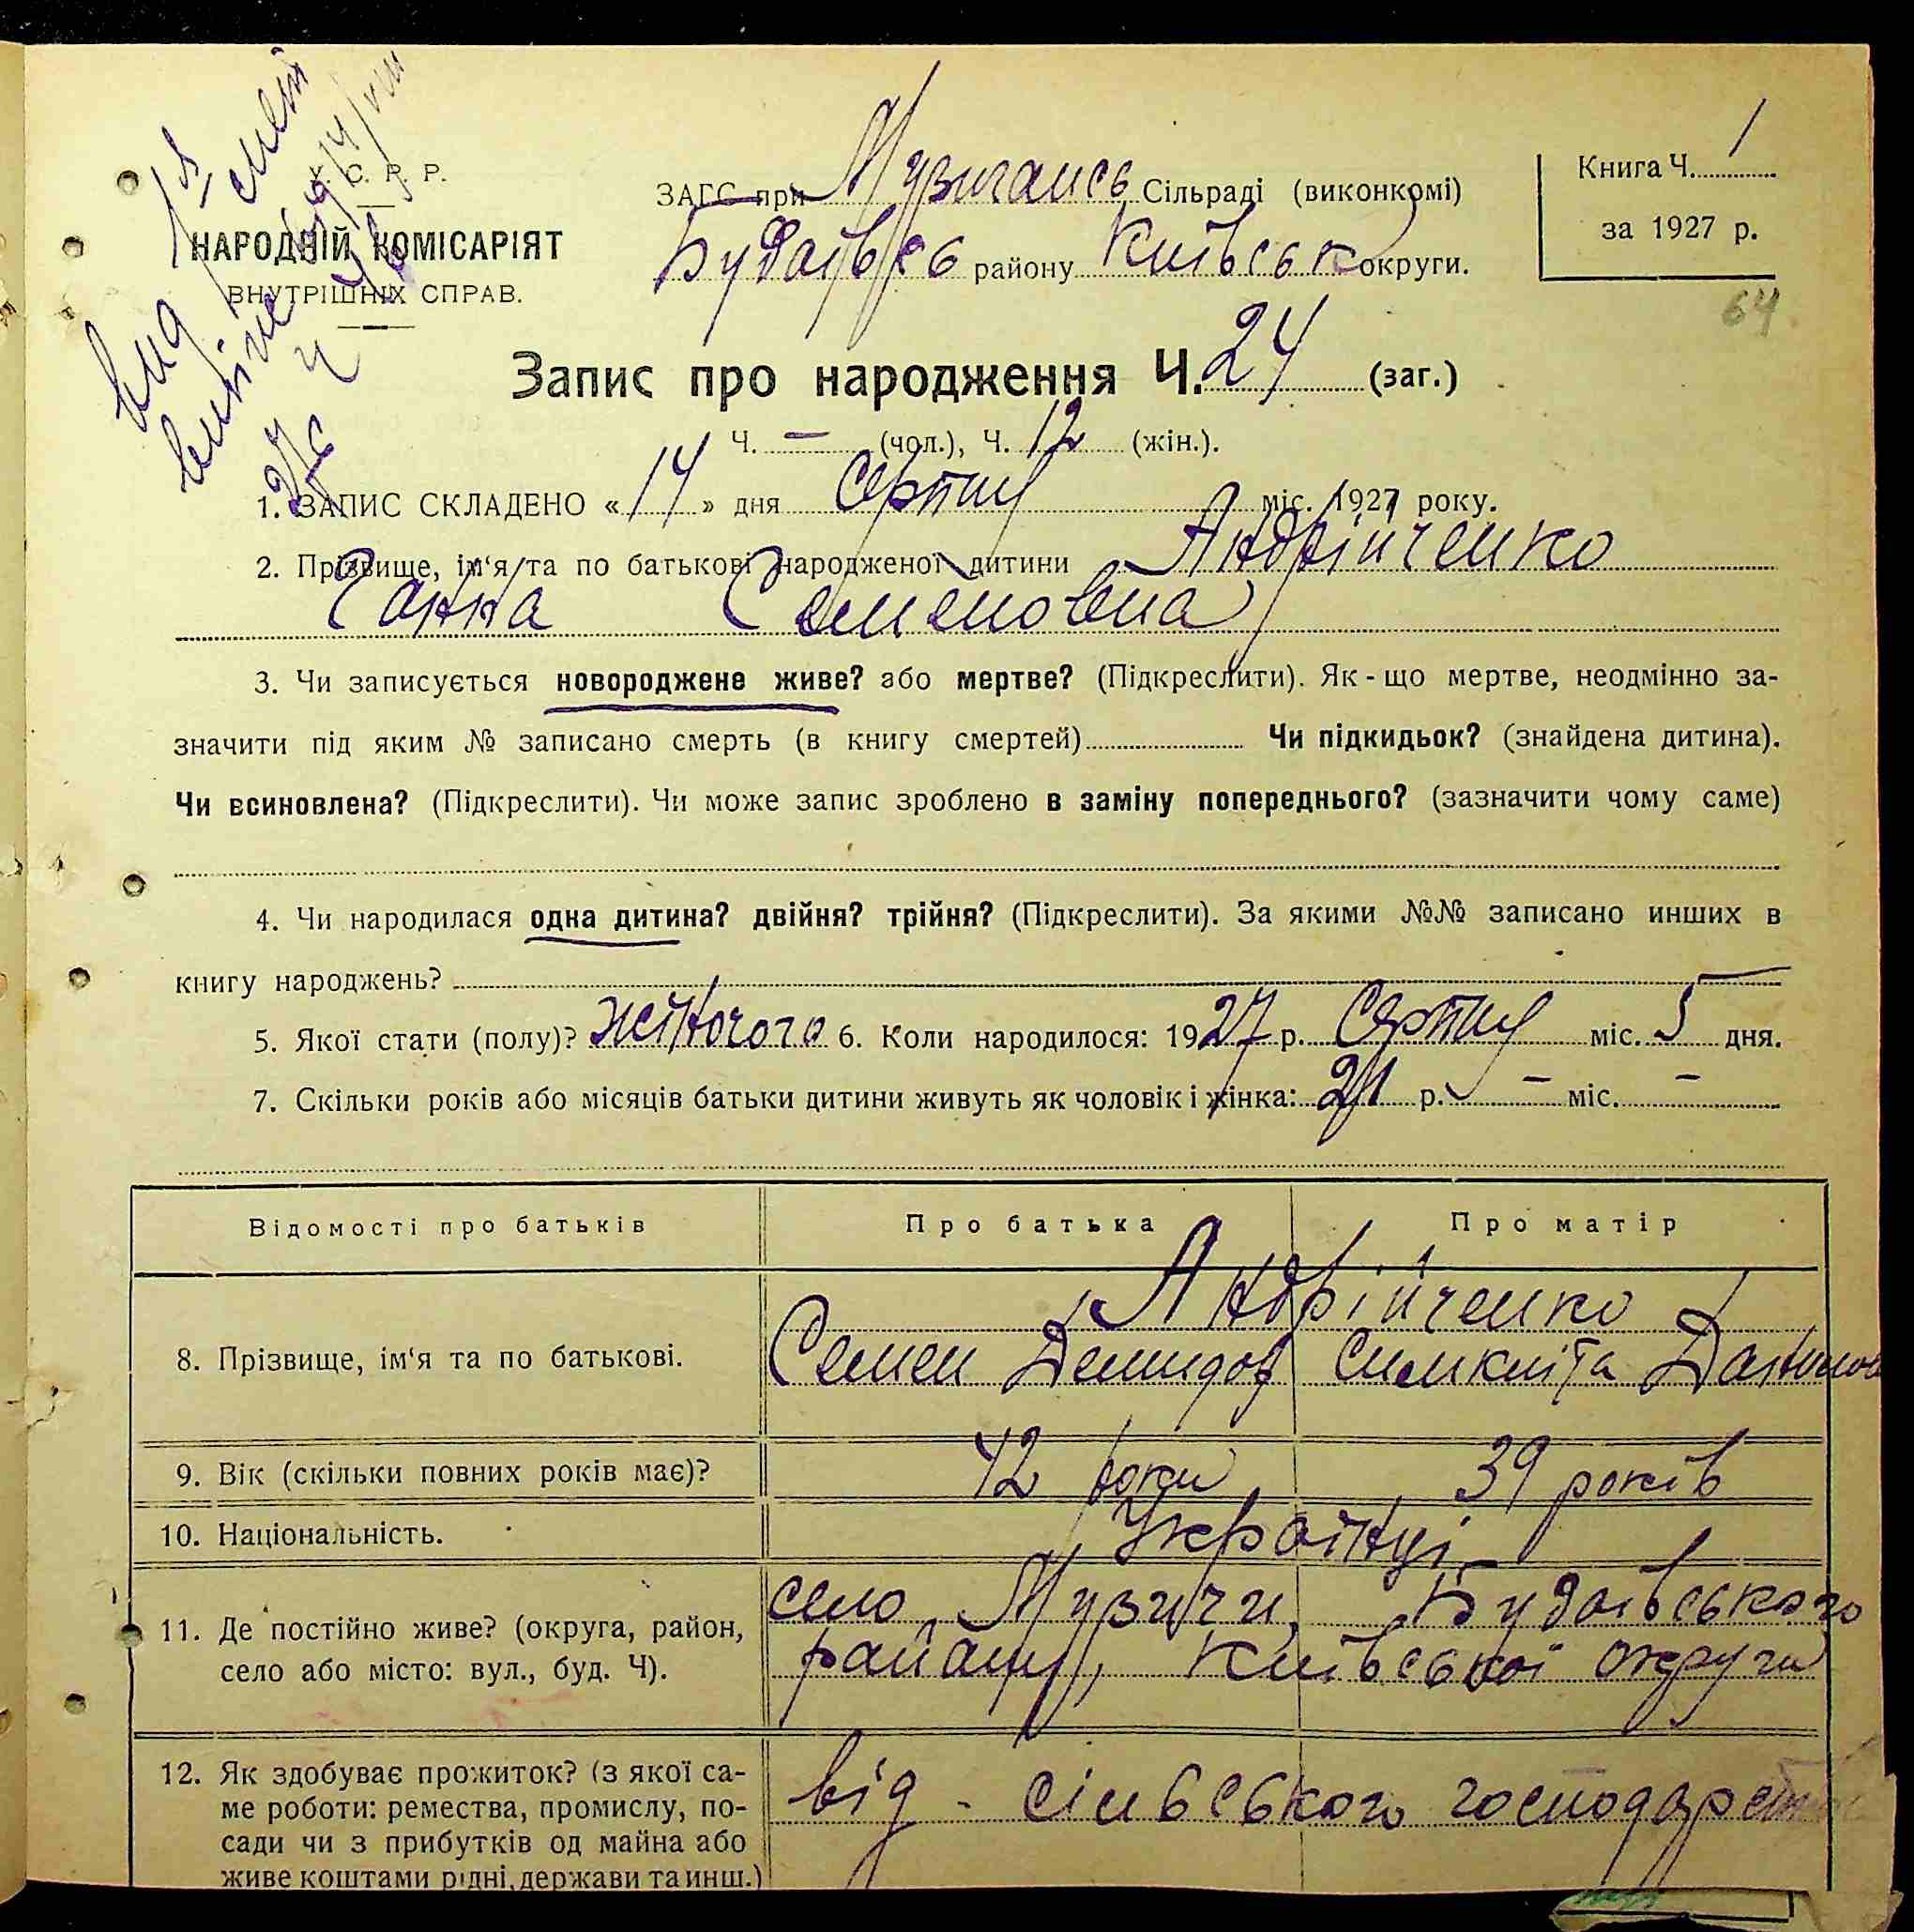 У. С. Р. Р.
НАРОДНІЙ КОМІСАРІЯТ
ВНУТРІШНІХ СПРАВ.
ЗАГС при Музичансь Сільраді (виконкомі)
Будаївсь району Київськ округи.
Книга Ч. 1
за 1927 р.
64
Запис про народження Ч. 24 (заг.)
Ч. — (чол.), Ч. 12 (жін.).
1. ЗАПИС СКЛАДЕНО «14» дня серпня міс. 1927 року.
2. Прізвище, ім'я та по батькові народженої дитини Андрійченко
Ганна Семеновна
3. Чи записується новороджене живе? або мертве? (Підкреслити). Як-що мертве, неодмінно за-
значити під яким № записано смерть (в книгу смертей) Чи підкидьок? (знайдена дитина).
Чи всиновлена? (Підкреслити). Чи може запис зроблено в заміну попереднього? (зазначити чому саме)
4. Чи народилася одна дитина? двійня? трійня? (Підкреслити). За якими №№ записано инших в
книгу народжень?
5. Якої стати (полу)? жіночого 6. Коли народилося: 1927 р. Серпня міс. 5 дня.
7. Скільки років або місяців батьки дитини живуть як чоловік і жінка: 21 р. — міс. —
Відомості про батьків Про батька Про матір
Андрійченко
8. Прізвище, ім'я та по батькові. Семен Демидов
9. Вік (скільки повних років має)? 42 роки 39 років
10. Національність. Українці
11. Де постійно живе? (округа, район, село Музичи, Будаївського
село або місто: вул., буд. Ч). району, Київської округи
12. Як здобуває прожиток? (з якої са-
ме роботи: ремества, промислу, по- від - сільського господарства
сади чи з прибутків од майна або
живе коштами рідні, держави та инш.)